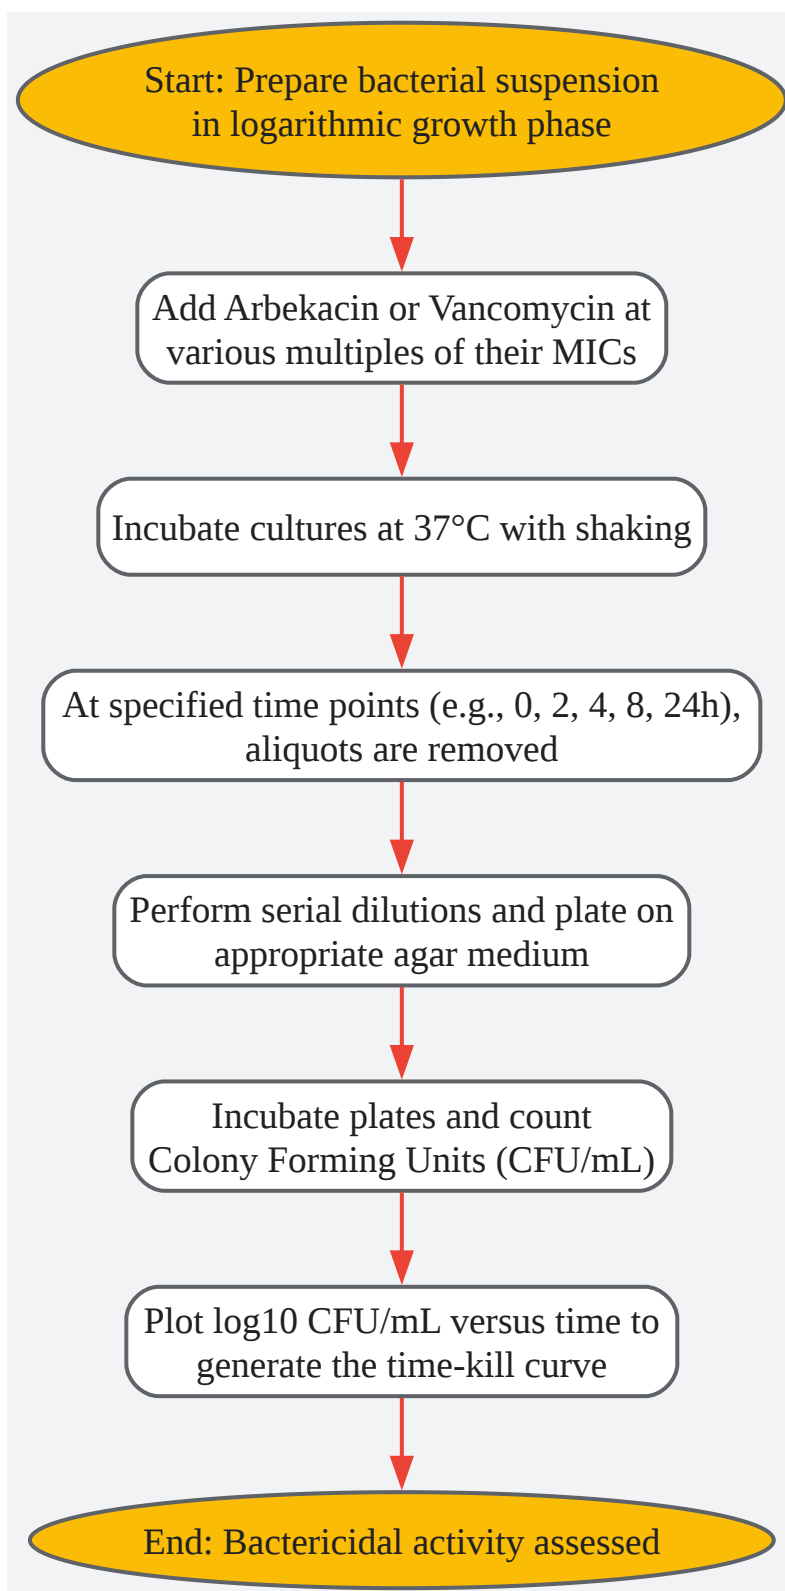 Start: Prepare bacterial suspension
in logarithmic growth phase
Add Arbekacin or Vancomycin at
various multiples of their MICs
Incubate cultures at 37°C with shaking
At specified time points (e.g., 0, 2, 4, 8, 24h),
aliquots are removed
Perform serial dilutions and plate on
appropriate agar medium
Incubate plates and count
Colony Forming Units (CFU/mL)
Plot log10 CFU/mL versus time to
generate the time-kill curve
End: Bactericidal activity assessed